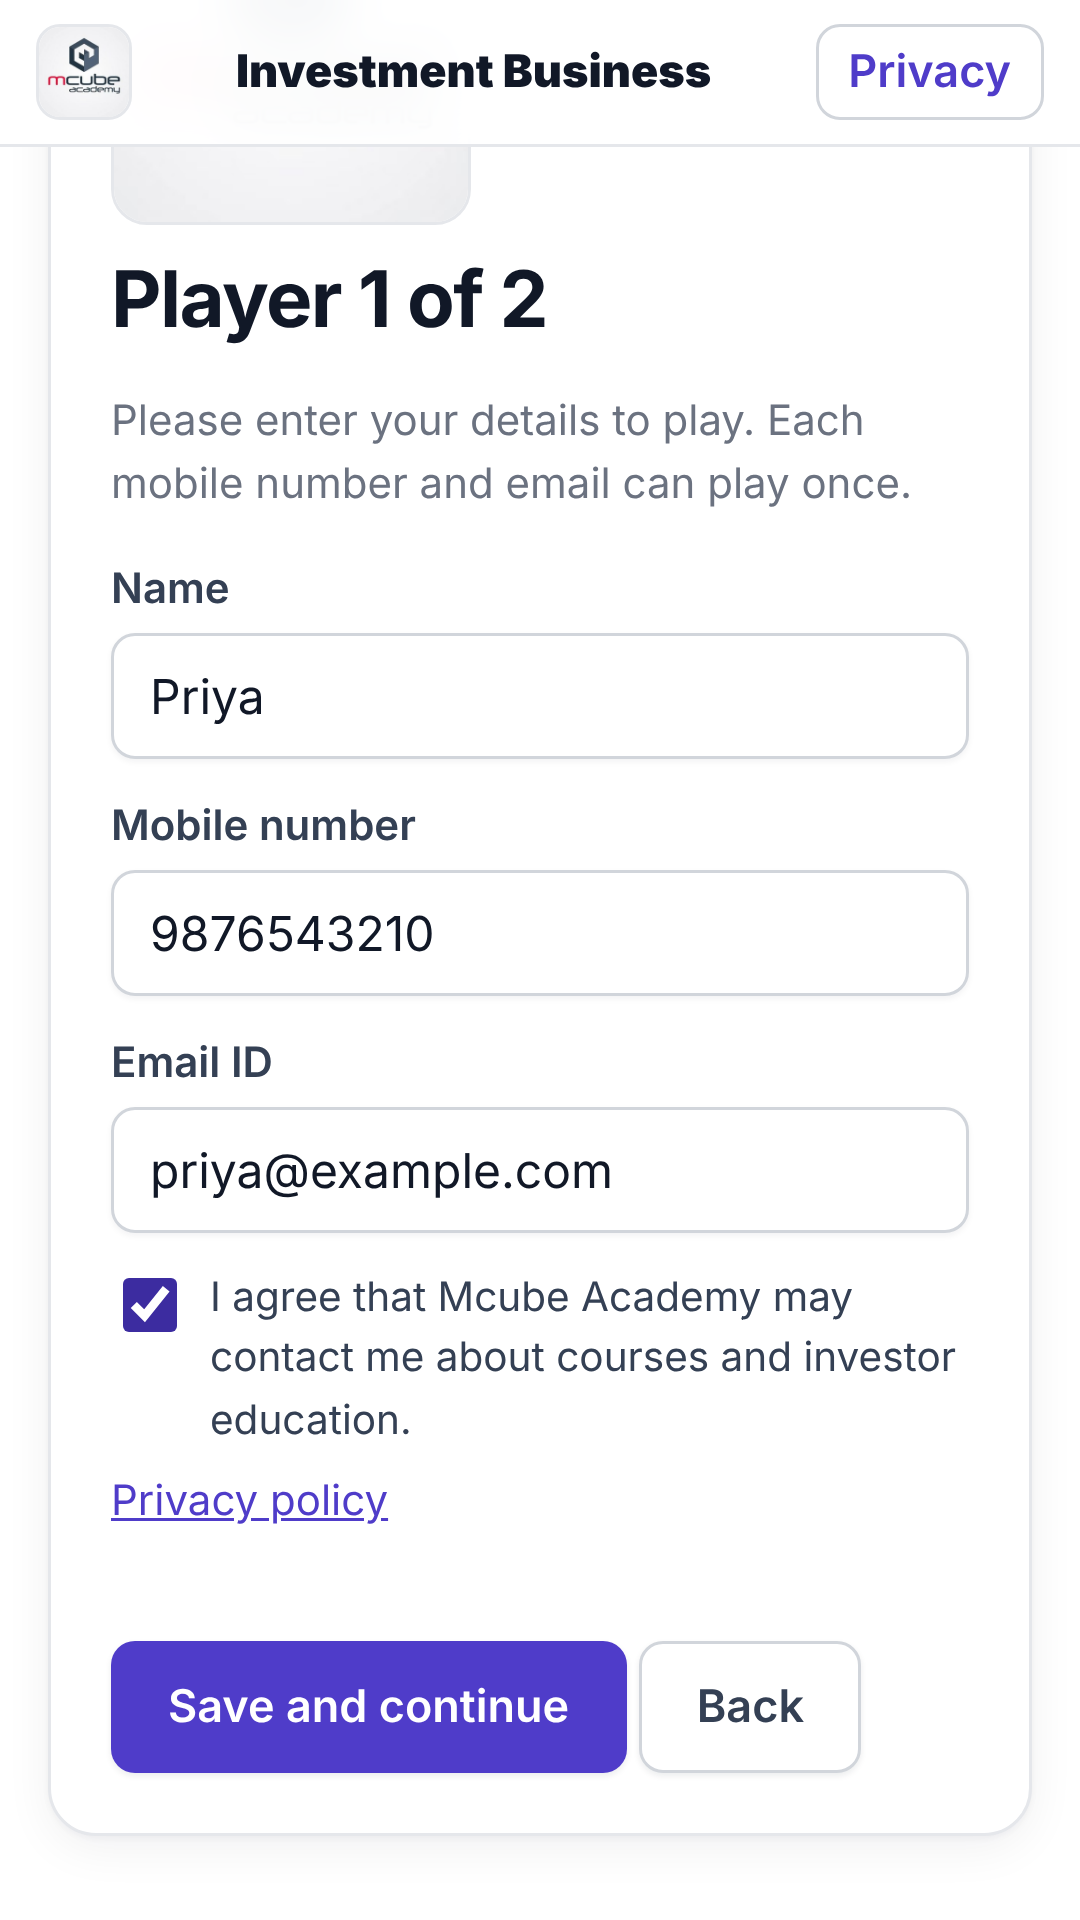 mcube
academy
Investment Business
Privacy
Player 1 of 2
Please enter your details to play. Each
mobile number and email can play once.
Name
Priya
Mobile number
9876543210
Email ID
priya@example.com
I agree that Mcube Academy may
contact me about courses and investor
education.
Privacy policy
Save and continue
Back